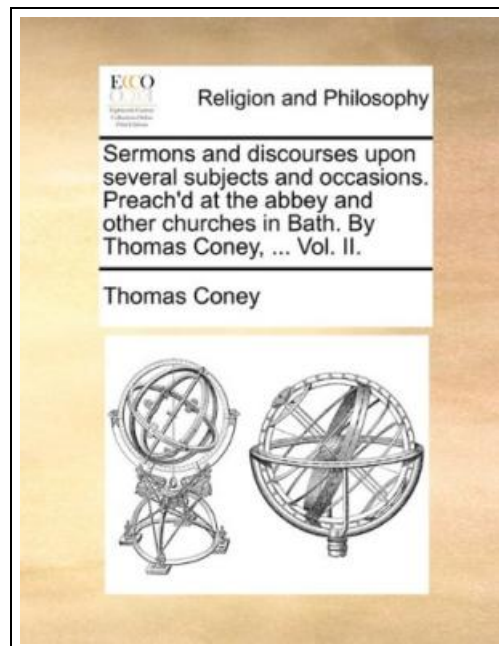 ECCO
Religion and Philosophy
Sermons and discourses upon
several subjects and occasions.
Preach'd at the abbey and
other churches in Bath. By
Thomas Coney, ... Vol. II.
Thomas Coney